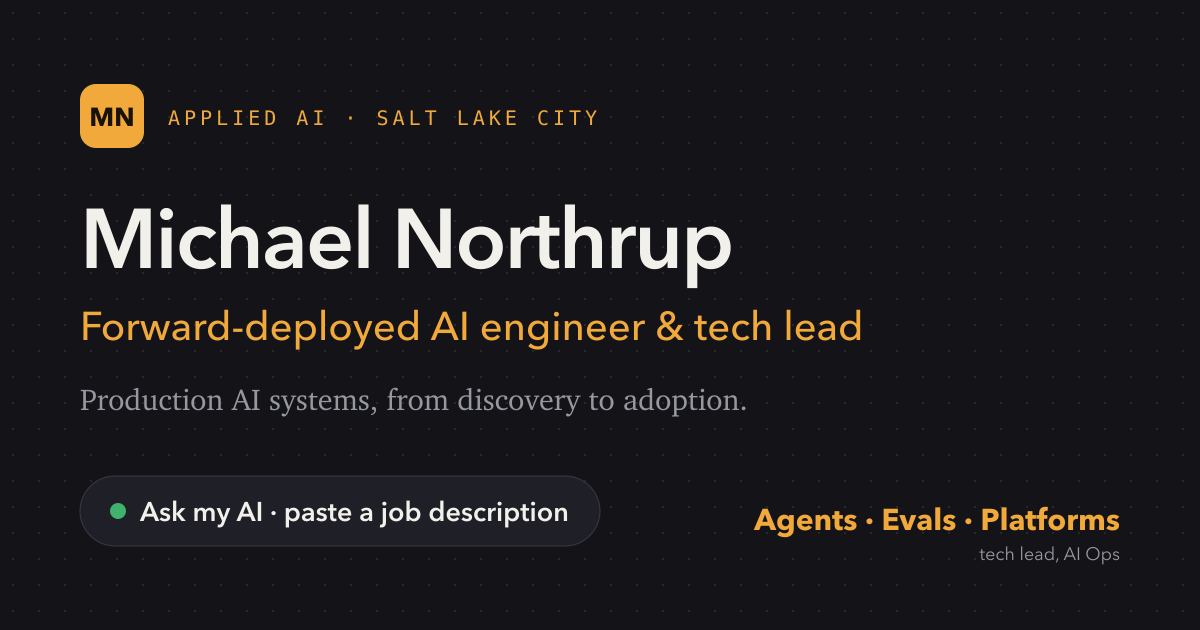 MN
APPLIED AI · SALT LAKE CITY
Michael Northrup
Forward-deployed AI engineer & tech lead
Production AI systems, from discovery to adoption.
Ask my AI · paste a job description
Agents · Evals · Platforms
tech lead, AI Ops